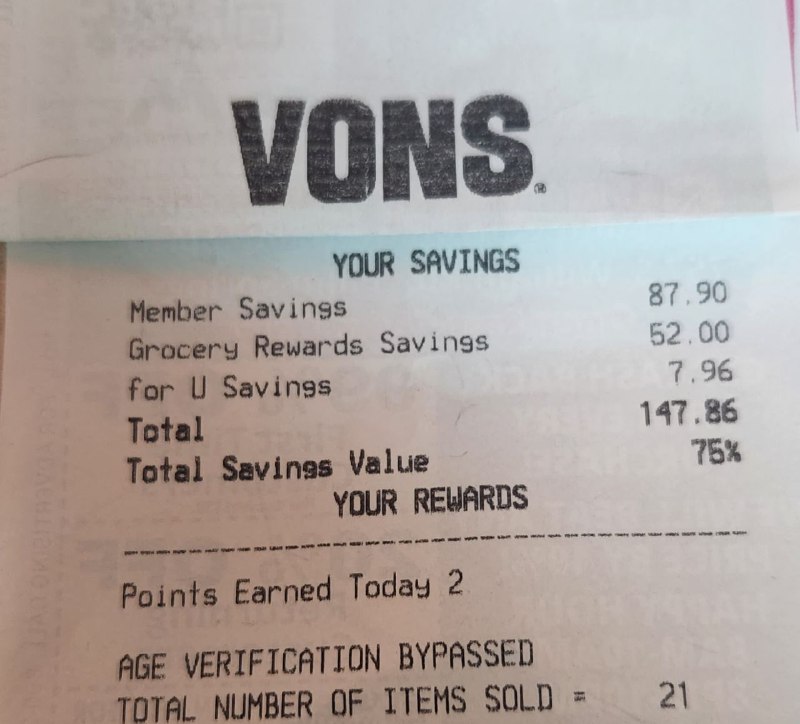 VONS®
YOUR SAVINGS
Member Savings 87.90
Grocery Rewards Savings 52.00
for U Savings 7.96
Total 147.86
Total Savings Value 75%
YOUR REWARDS
Points Earned Today 2
AGE VERIFICATION BYPASSED
TOTAL NUMBER OF ITEMS SOLD = 21